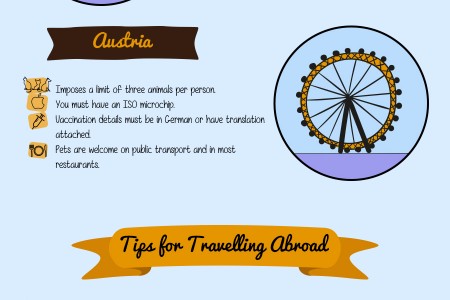 Austria
Imposes a limit of three animals per person.
You must have an ISO microchip.
Vaccination details must be in German or have translation
attached.
Pets are welcome on public transport and in most
restaurants.
Tips for Travelling Abroad